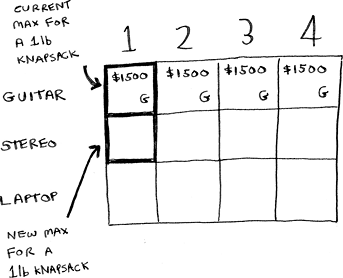 CURRENT
MAX FOR
A 1lb
KNAPSACK
1 2 3 4
GUITAR
$1500 $1500 $1500 $1500
G G G G
STEREO
LAPTOP
NEW MAX
FOR A
1lb KNAPSACK